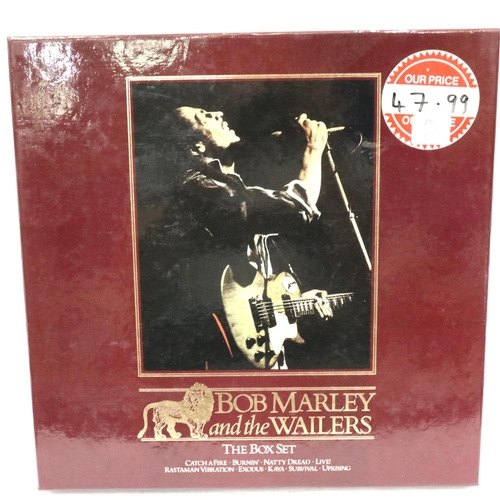 OUR PRICE
47.99
BOB MARLEY
and the WAILERS
THE BOX SET
CATCH A FIRE · BURNIN' · NATTY DREAD · LIVE!
RASTAMAN VIBRATION · EXODUS · KAYA · SURVIVAL · UPRISING